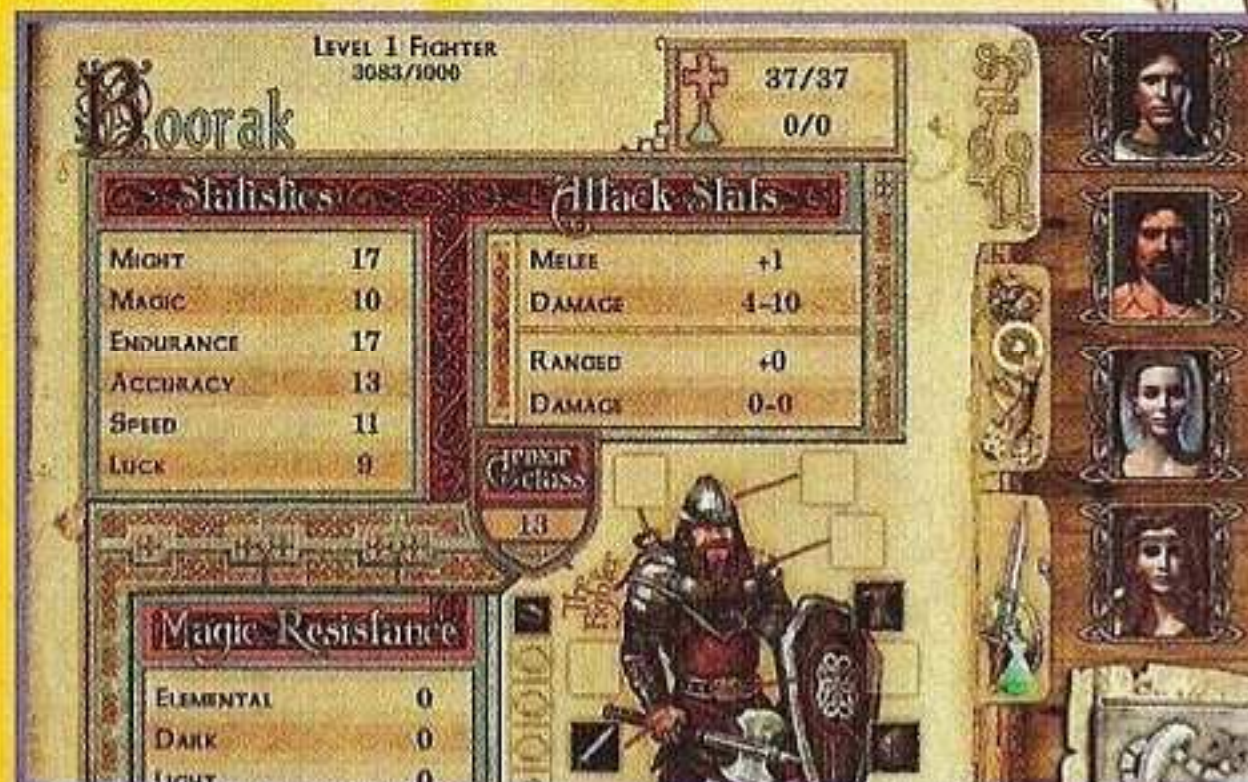 Level 1 Fighter
3083/1000
Boorak
37/37
0/0
Statistics
Might 17
Magic 10
Endurance 17
Accuracy 13
Speed 11
Luck 9
Attack Stats
Melee +1
Damage 4-10
Ranged +0
Damage 0-0
Armor
Class
13
Magic Resistance
Elemental 0
Dark 0
Light 0